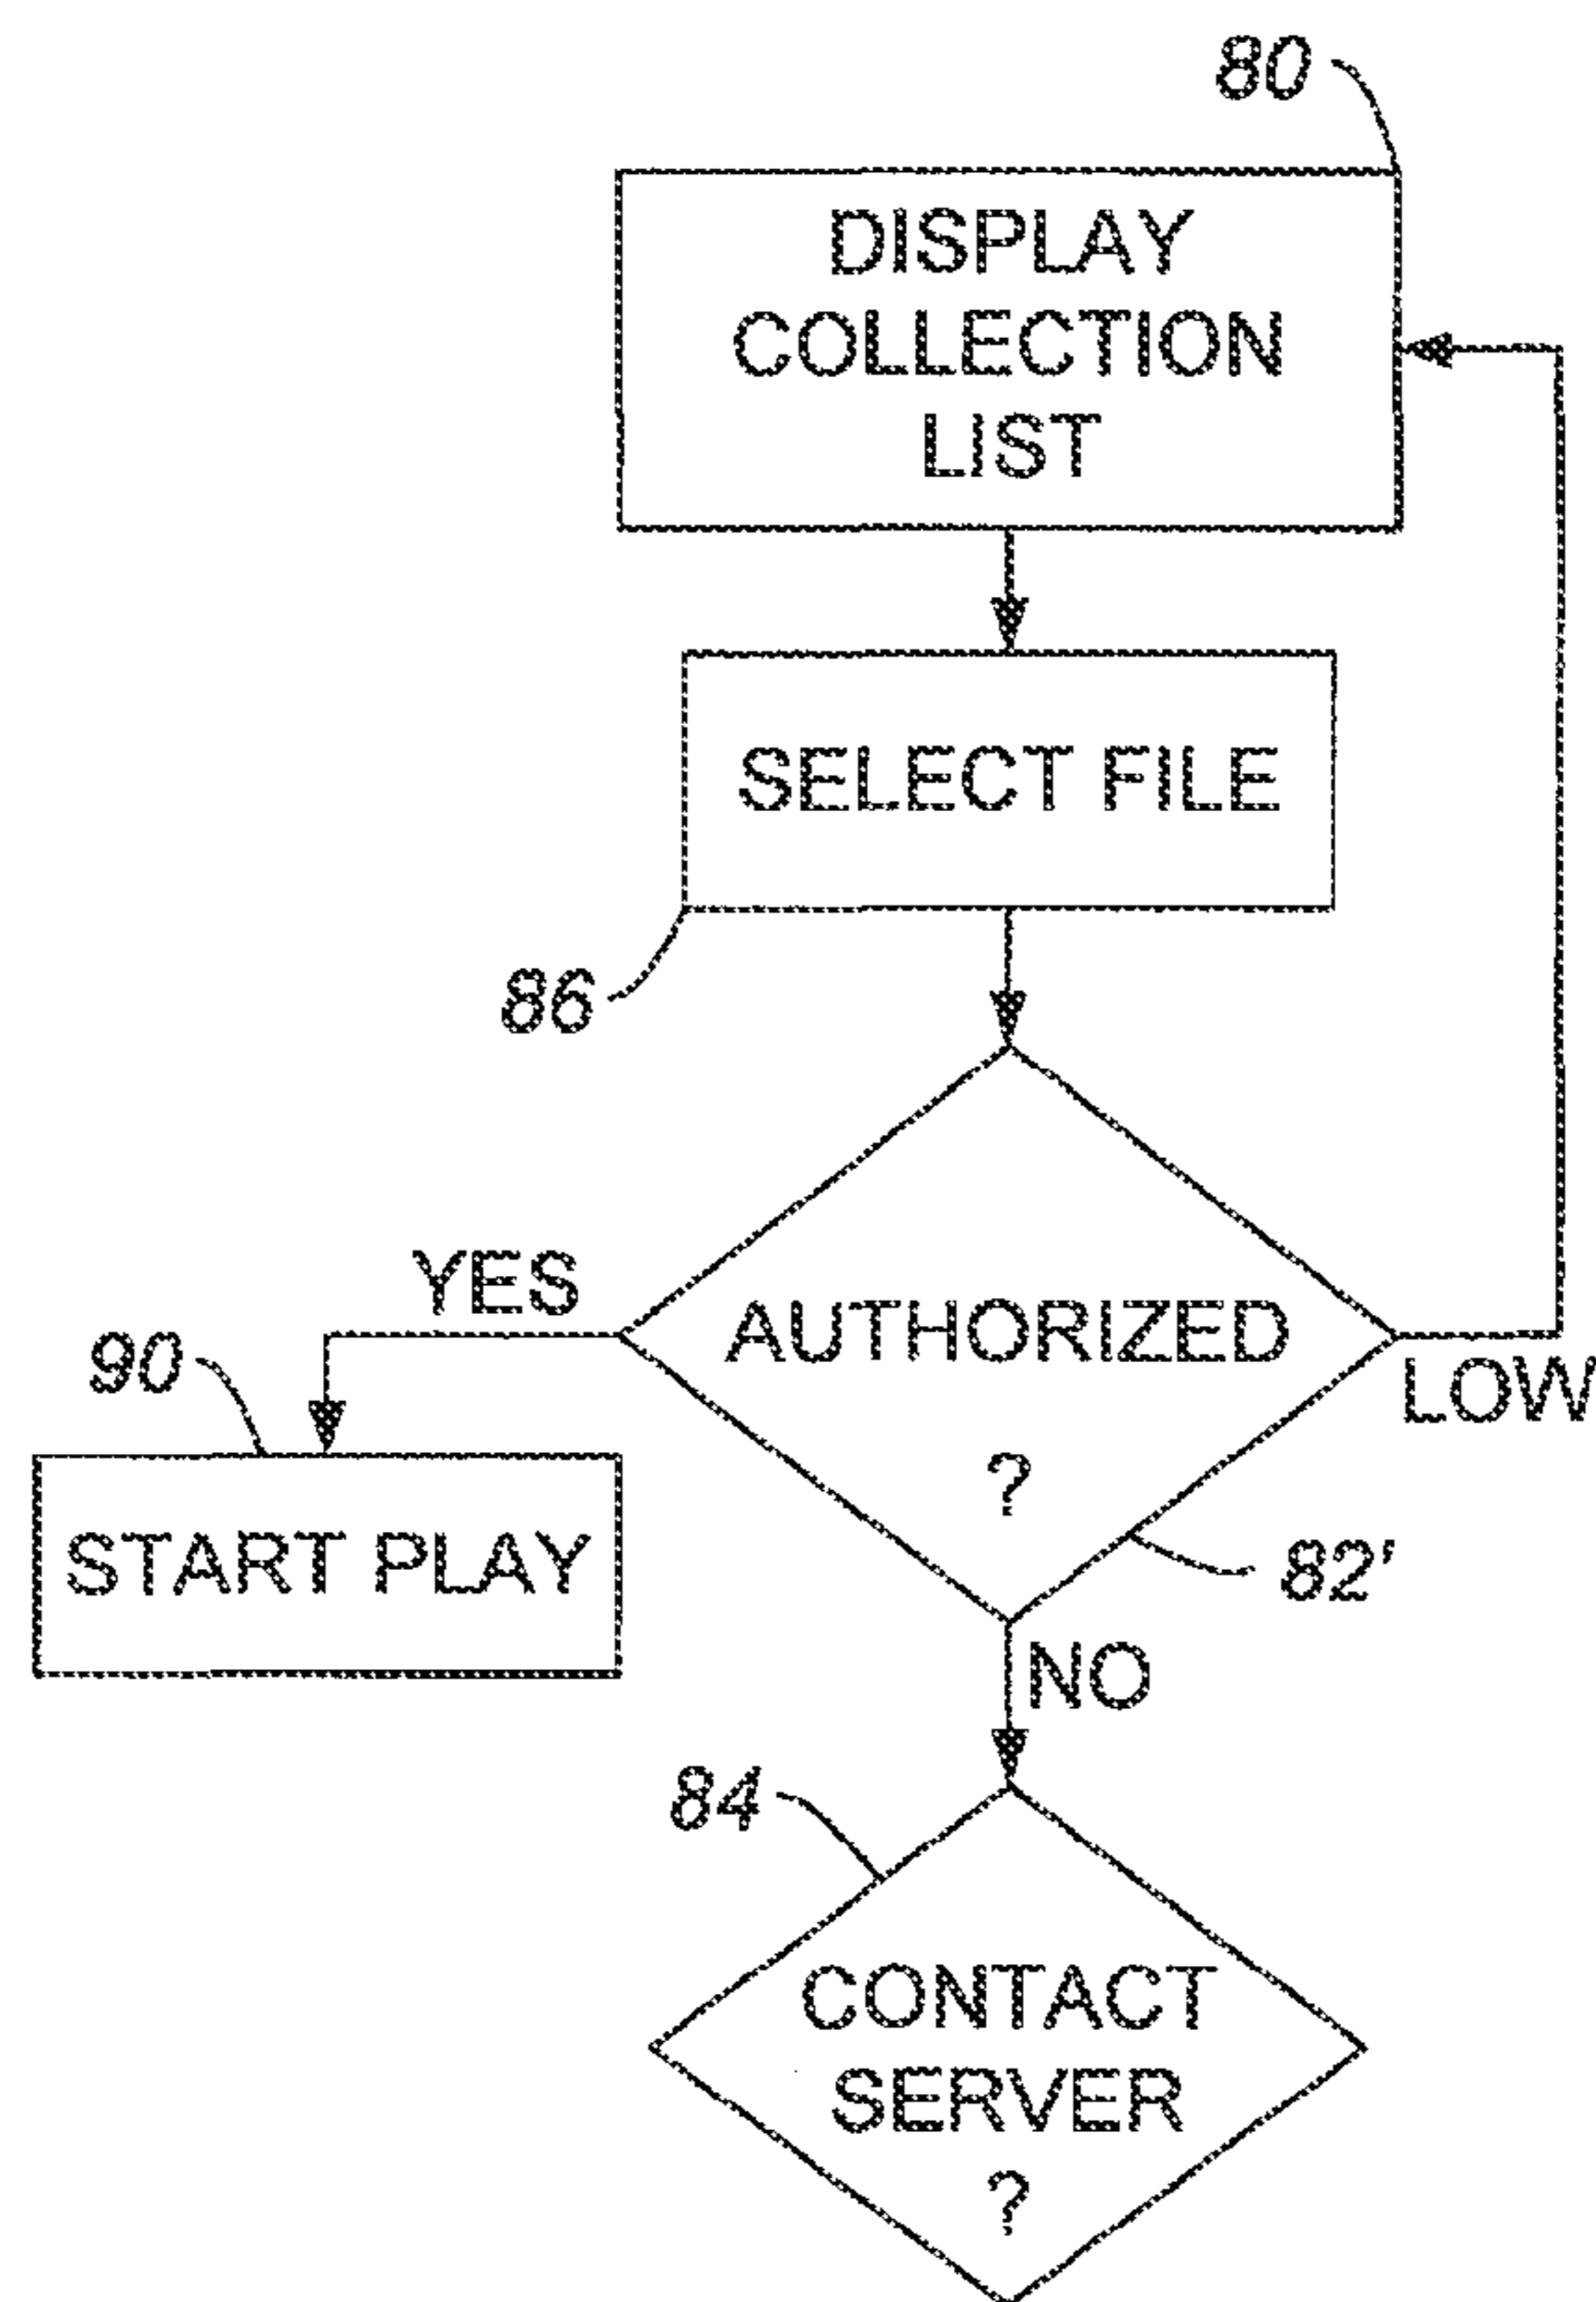 80
DISPLAY
COLLECTION
LIST
SELECT FILE
86
YES
AUTHORIZED
?
LOW
90
START PLAY
82'
NO
84
CONTACT
SERVER
?